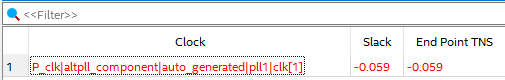 <<Filter>>
Clock Slack End Point TNS
1 P_clk|altpll_component|auto_generated|pll1|clk[1] -0.059 -0.059